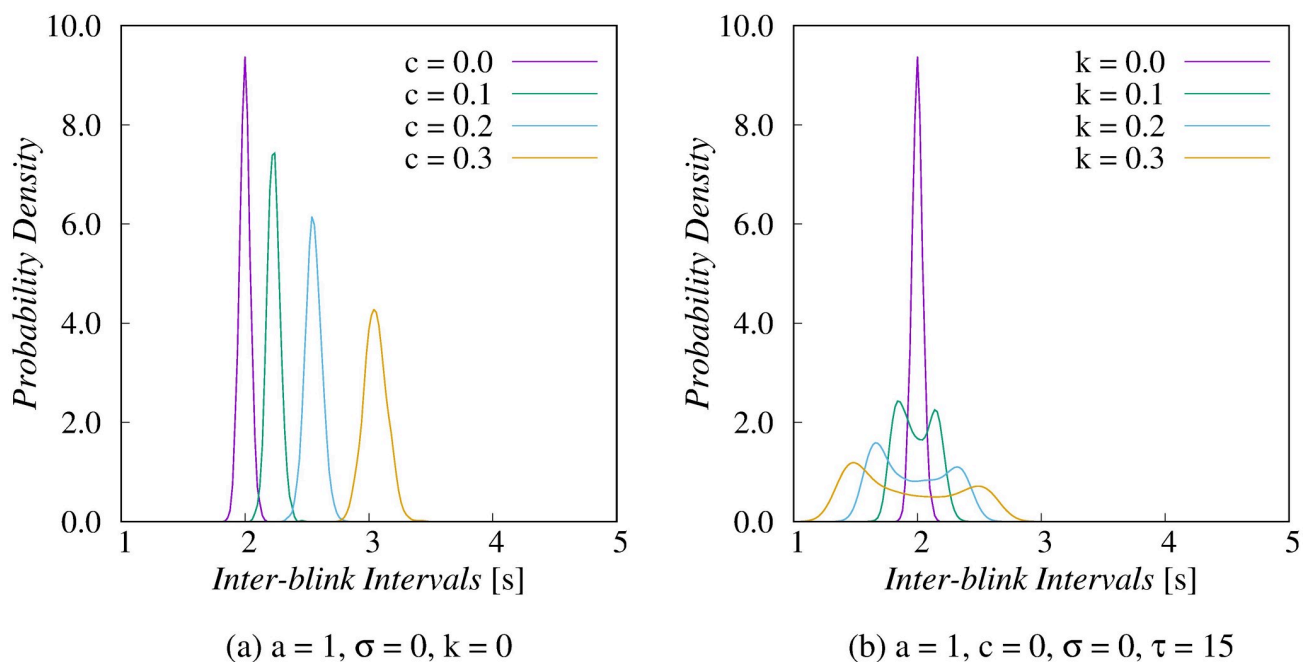 10.0
8.0
6.0
4.0
2.0
0.0
Probability Density
c = 0.0
c = 0.1
c = 0.2
c = 0.3
1 2 3 4 5
Inter-blink Intervals [s]
(a) a = 1, σ = 0, k = 0
10.0
8.0
6.0
4.0
2.0
0.0
Probability Density
k = 0.0
k = 0.1
k = 0.2
k = 0.3
1 2 3 4 5
Inter-blink Intervals [s]
(b) a = 1, c = 0, σ = 0, τ = 15